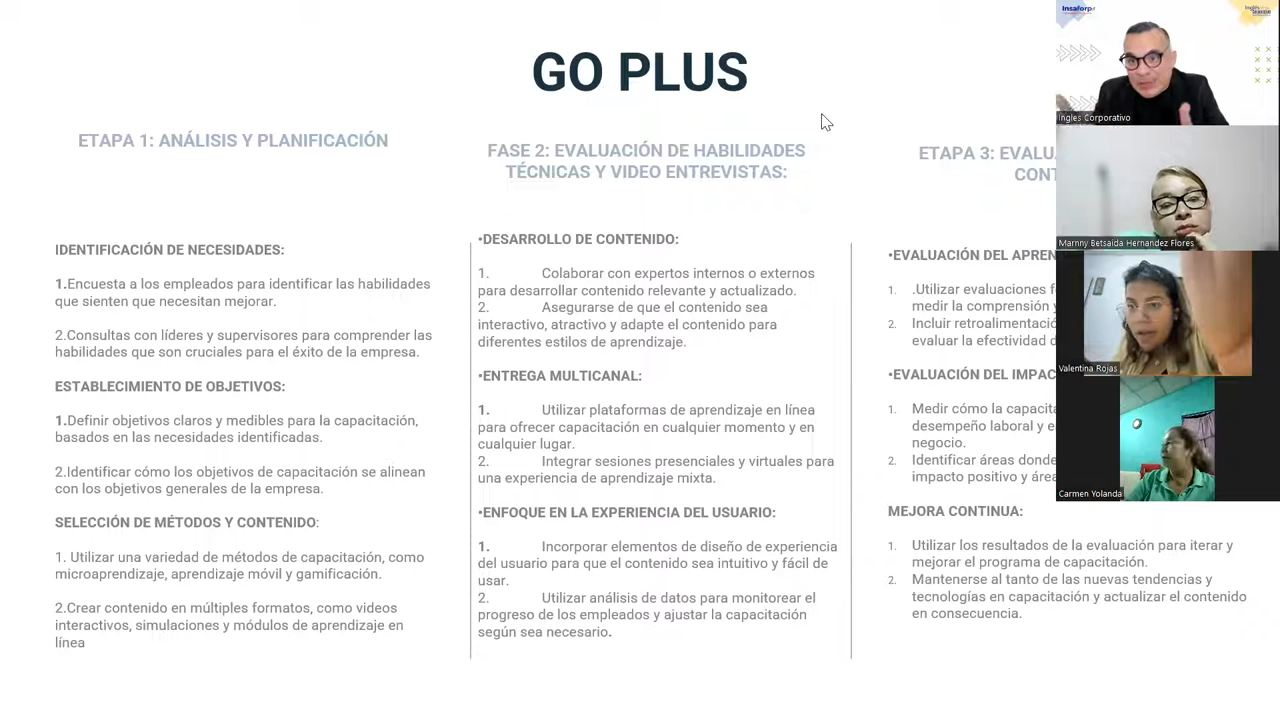 GO PLUS
ETAPA 1: ANÁLISIS Y PLANIFICACIÓN
IDENTIFICACIÓN DE NECESIDADES:
1.Encuesta a los empleados para identificar las habilidades
que sienten que necesitan mejorar.
2.Consultas con líderes y supervisores para comprender las
habilidades que son cruciales para el éxito de la empresa.
ESTABLECIMIENTO DE OBJETIVOS:
1.Definir objetivos claros y medibles para la capacitación,
basados en las necesidades identificadas.
2.Identificar cómo los objetivos de capacitación se alinean
con los objetivos generales de la empresa.
SELECCIÓN DE MÉTODOS Y CONTENIDO:
1. Utilizar una variedad de métodos de capacitación, como
microaprendizaje, aprendizaje móvil y gamificación.
2.Crear contenido en múltiples formatos, como videos
interactivos, simulaciones y módulos de aprendizaje en
línea
FASE 2: EVALUACIÓN DE HABILIDADES
TÉCNICAS Y VIDEO ENTREVISTAS:
•DESARROLLO DE CONTENIDO:
1. Colaborar con expertos internos o externos
para desarrollar contenido relevante y actualizado.
2. Asegurarse de que el contenido sea
interactivo, atractivo y adapte el contenido para
diferentes estilos de aprendizaje.
•ENTREGA MULTICANAL:
1. Utilizar plataformas de aprendizaje en línea
para ofrecer capacitación en cualquier momento y en
cualquier lugar.
2. Integrar sesiones presenciales y virtuales para
una experiencia de aprendizaje mixta.
•ENFOQUE EN LA EXPERIENCIA DEL USUARIO:
1. Incorporar elementos de diseño de experiencia
del usuario para que el contenido sea intuitivo y fácil de
usar.
2. Utilizar análisis de datos para monitorear el
progreso de los empleados y ajustar la capacitación
según sea necesario.
ETAPA 3: EVALU
CONT
•EVALUACIÓN DEL APREN
1. .Utilizar evaluaciones f
medir la comprensión y
2. Incluir retroalimentació
evaluar la efectividad d
•EVALUACIÓN DEL IMPAC
1. Medir cómo la capacita
desempeño laboral y e
negocio.
2. Identificar áreas donde
impacto positivo y área
MEJORA CONTINUA:
1. Utilizar los resultados de la evaluación para iterar y
mejorar el programa de capacitación.
2. Mantenerse al tanto de las nuevas tendencias y
tecnologías en capacitación y actualizar el contenido
en consecuencia.
Insaforp
Ingles Corporativo
Marnny Betsaida Hernandez Flores
Valentina Rojas
Carmen Yolanda